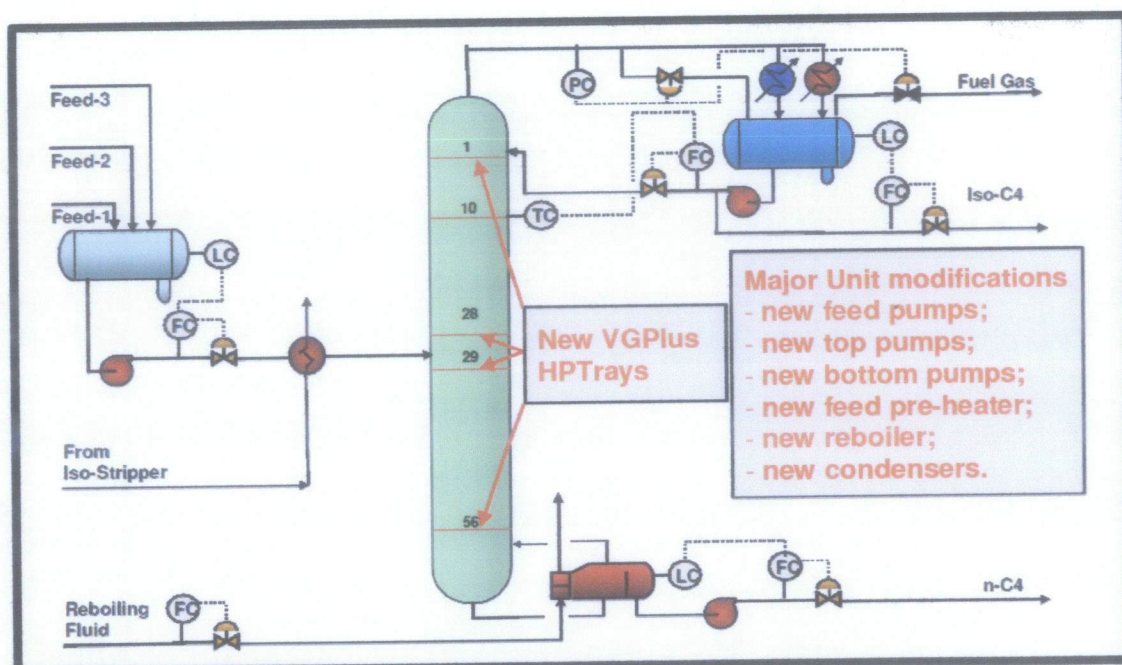 Feed-3
Feed-2
Feed-1
LC
FC
From
Iso-Stripper
Reboiling
Fluid
FC
1
10
28
29
56
PC
TC
FC
LC
FC
Fuel Gas
Iso-C4
New VGPlus
HPTrays
Major Unit modifications
- new feed pumps;
- new top pumps;
- new bottom pumps;
- new feed pre-heater;
- new reboiler;
- new condensers.
LC
FC
n-C4